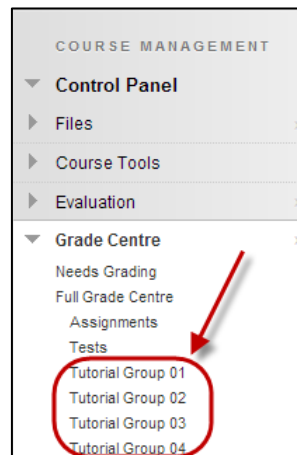 COURSE MANAGEMENT
Control Panel
Files
Course Tools
Evaluation
Grade Centre
Needs Grading
Full Grade Centre
Assignments
Tests
Tutorial Group 01
Tutorial Group 02
Tutorial Group 03
Tutorial Group 04